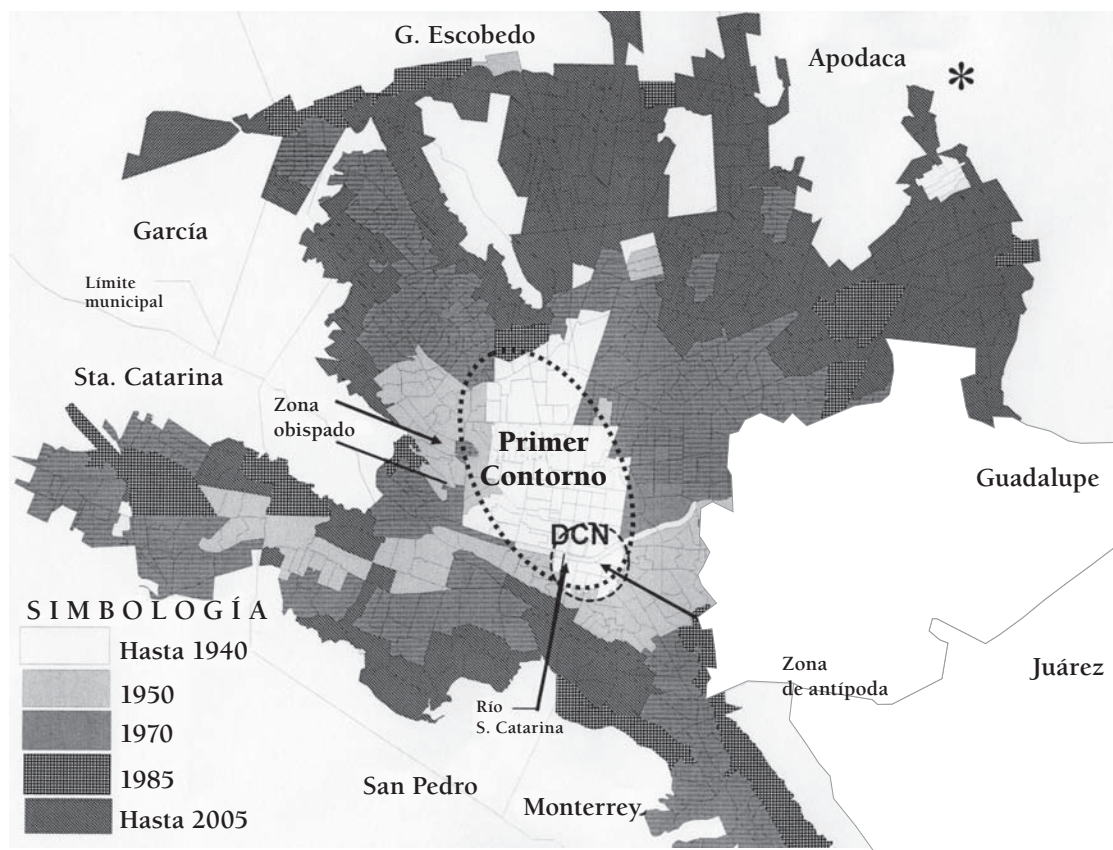 G. Escobedo
Apodaca
*
García
Límite
municipal
Sta. Catarina
Zona
obispado
Primer
Contorno
Guadalupe
DCN
SIMBOLOGÍA
Hasta 1940
1950
1970
1985
Hasta 2005
Río
S. Catarina
Zona
de antípoda
Juárez
San Pedro
Monterrey